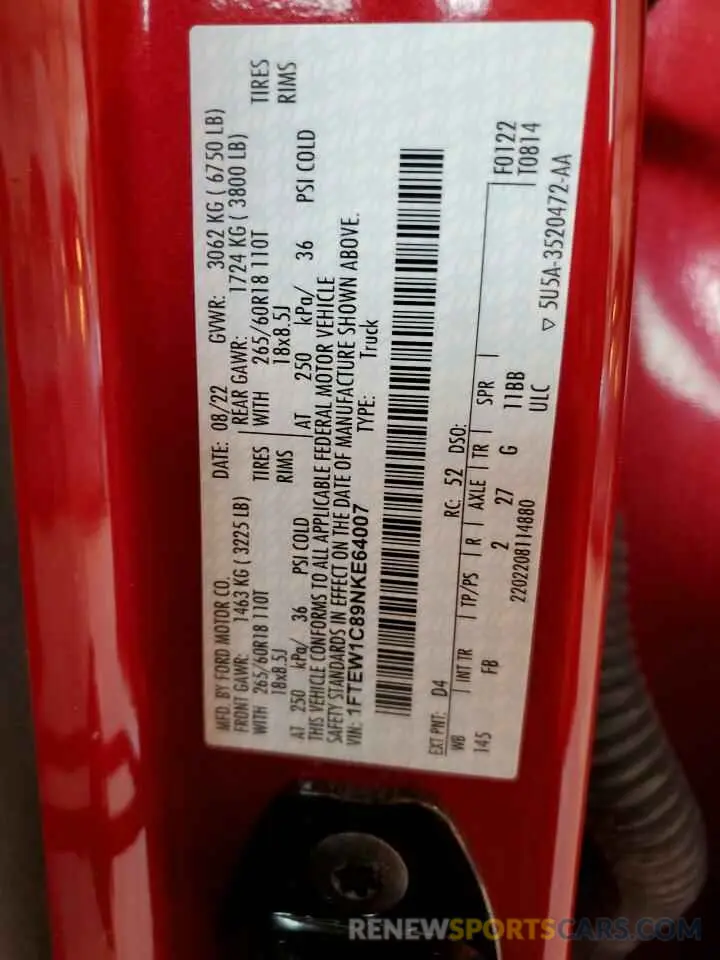 MFD. BY FORD MOTOR CO. DATE: 08/22 GVWR: 3062 KG ( 6750 LB)
FRONT GAWR: 1463 KG ( 3225 LB) REAR GAWR: 1724 KG ( 3800 LB)
WITH 265/60R18 110T TIRES WITH 265/60R18 110T TIRES
18x8.5J RIMS 18x8.5J RIMS
AT 250 kPa/ 36 PSI COLD AT 250 kPa/ 36 PSI COLD
THIS VEHICLE CONFORMS TO ALL APPLICABLE FEDERAL MOTOR VEHICLE
SAFETY STANDARDS IN EFFECT ON THE DATE OF MANUFACTURE SHOWN ABOVE.
VIN: 1FTEW1C89NKE64007 TYPE: Truck
EXT PNT: D4 RC: 52 DSO:
WB INT TR TP/PS R AXLE TR SPR
145 FB 2 27 G 11BB F0122
2202208114880 ULC T0814
▽ 5U5A-3520472-AA
RENEWSPORTSCARS.COM